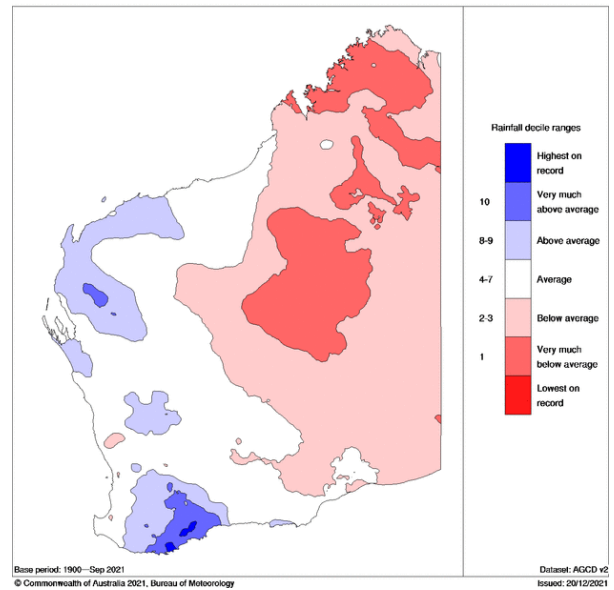 Rainfall decile ranges
Highest on
record
10
Very much
above average
8-9
Above average
4-7
Average
2-3
Below average
1
Very much
below average
Lowest on
record
Base period: 1900—Sep 2021
Dataset: AGCD v2
© Commonwealth of Australia 2021, Bureau of Meteorology
Issued: 20/12/2021